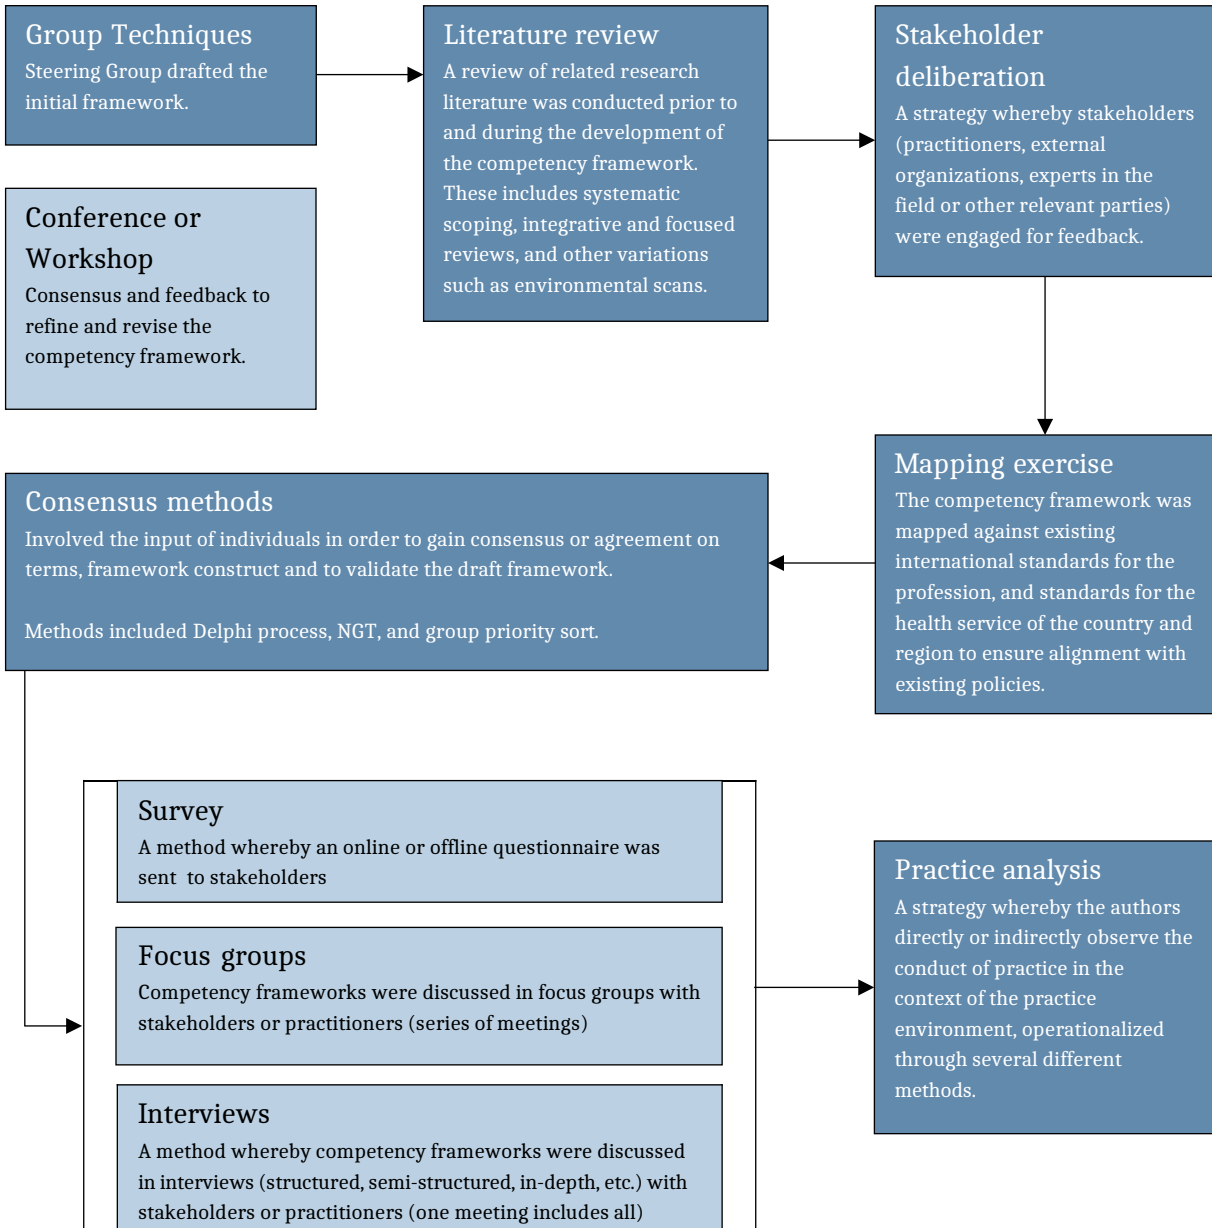 Group Techniques
Steering Group drafted the
initial framework.
Literature review
A review of related research
literature was conducted prior to
and during the development of
the competency framework.
These includes systematic
scoping, integrative and focused
reviews, and other variations
such as environmental scans.
Stakeholder
deliberation
A strategy whereby stakeholders
(practitioners, external
organizations, experts in the
field or other relevant parties)
were engaged for feedback.
Conference or
Workshop
Consensus and feedback to
refine and revise the
competency framework.
Mapping exercise
The competency framework was
mapped against existing
international standards for the
profession, and standards for the
health service of the country and
region to ensure alignment with
existing policies.
Consensus methods
Involved the input of individuals in order to gain consensus or agreement on
terms, framework construct and to validate the draft framework.
Methods included Delphi process, NGT, and group priority sort.
Survey
A method whereby an online or offline questionnaire was
sent to stakeholders
Focus groups
Competency frameworks were discussed in focus groups with
stakeholders or practitioners (series of meetings)
Interviews
A method whereby competency frameworks were discussed
in interviews (structured, semi-structured, in-depth, etc.) with
stakeholders or practitioners (one meeting includes all)
Practice analysis
A strategy whereby the authors
directly or indirectly observe the
conduct of practice in the
context of the practice
environment, operationalized
through several different
methods.